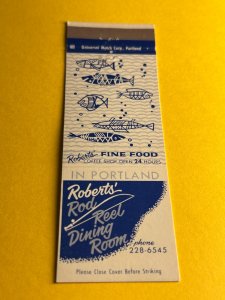 Universal Match Corp., Portland
Roberts' FINE FOOD
COFFEE SHOP OPEN 24 HOURS
IN PORTLAND
Roberts'
Rod
Reel
Dining
Room
phone
228-6545
Please Close Cover Before Striking